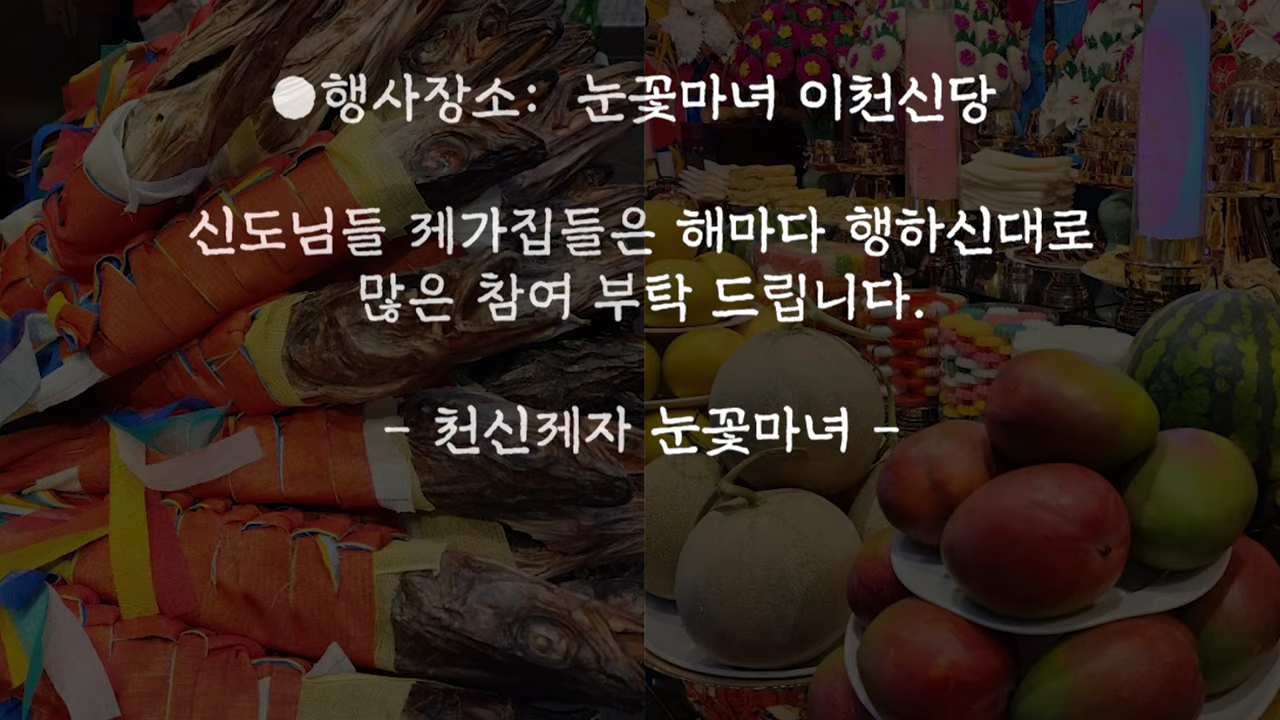 ●행사장소: 눈꽃마녀 이천신당
신도님들 제가집들은 해마다 행하신대로
많은 참여 부탁 드립니다.
- 천신제자 눈꽃마녀 -